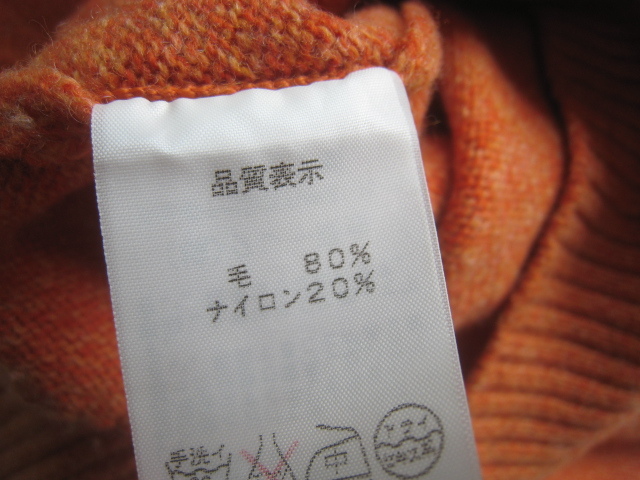 品質表示
毛 80%
ナイロン20%
手洗イ
中
ドライ